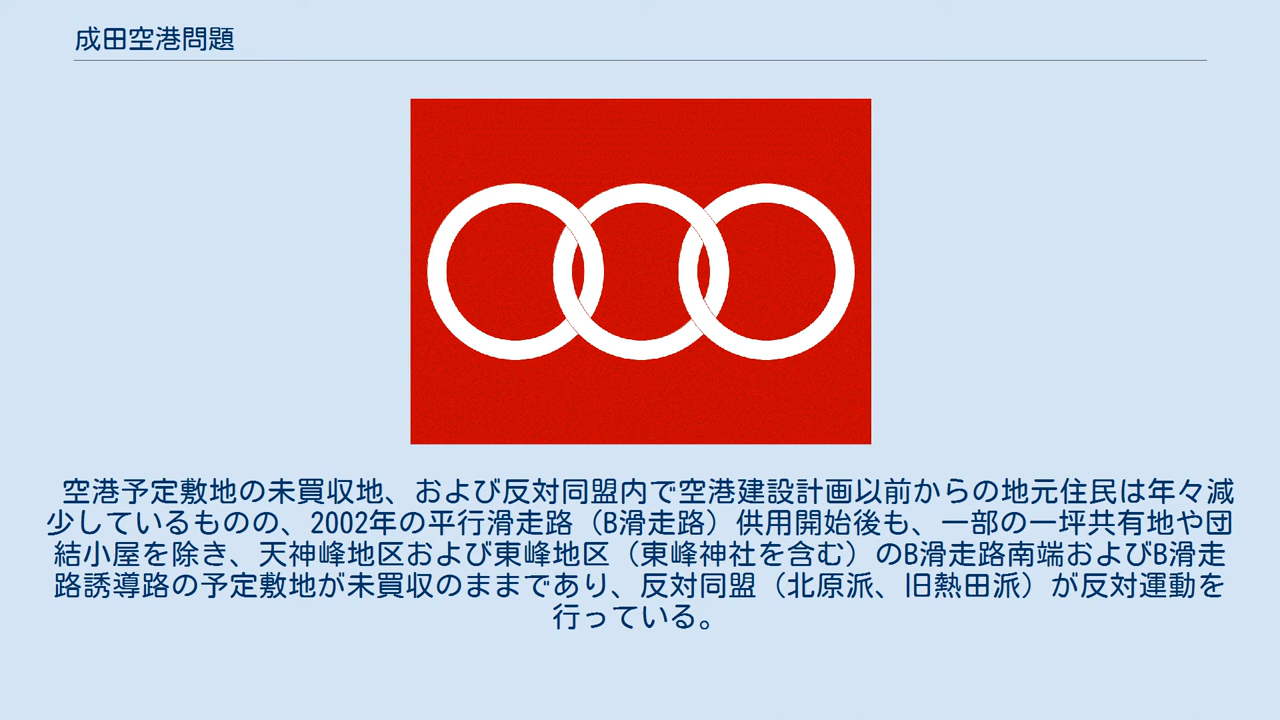 成田空港問題
空港予定敷地の未買収地、および反対同盟内で空港建設計画以前からの地元住民は年々減
少しているものの、2002年の平行滑走路（B滑走路）供用開始後も、一部の一坪共有地や団
結小屋を除き、天神峰地区および東峰地区（東峰神社を含む）のB滑走路南端およびB滑走
路誘導路の予定敷地が未買収のままであり、反対同盟（北原派、旧熱田派）が反対運動を
行っている。